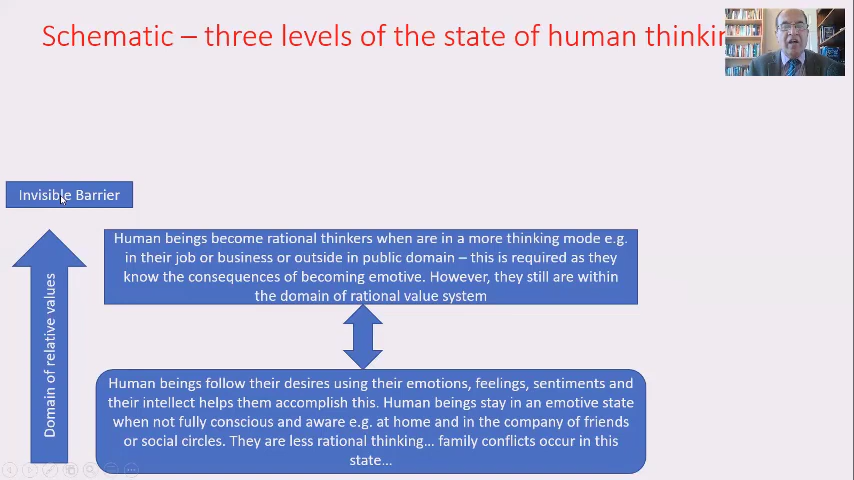 Schematic – three levels of the state of human thinkin
Invisible Barrier
Human beings become rational thinkers when are in a more thinking mode e.g.
in their job or business or outside in public domain – this is required as they
know the consequences of becoming emotive. However, they still are within
the domain of rational value system
Domain of relative values
Human beings follow their desires using their emotions, feelings, sentiments and
their intellect helps them accomplish this. Human beings stay in an emotive state
when not fully conscious and aware e.g. at home and in the company of friends
or social circles. They are less rational thinking... family conflicts occur in this
state...